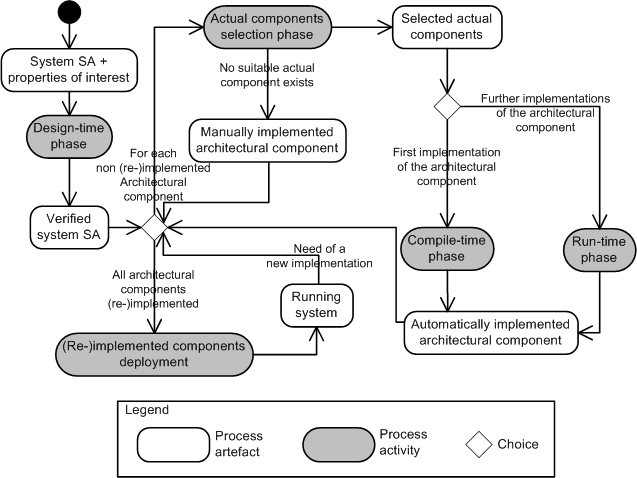 System SA +
properties of interest
Design-time
phase
Verified
system SA
Actual components
selection phase
No suitable actual
component exists
Manually implemented
architectural component
For each
non (re-)implemented
Architectural
component
Selected actual
components
Further implementations
of the architectural
component
First implementation
of the architectural
component
Compile-time
phase
Run-time
phase
Automatically implemented
architectural component
Need of a
new implementation
Running
system
All architectural
components
(re-)implemented
(Re-)implemented components
deployment
Legend
Process
artefact
Process
activity
Choice